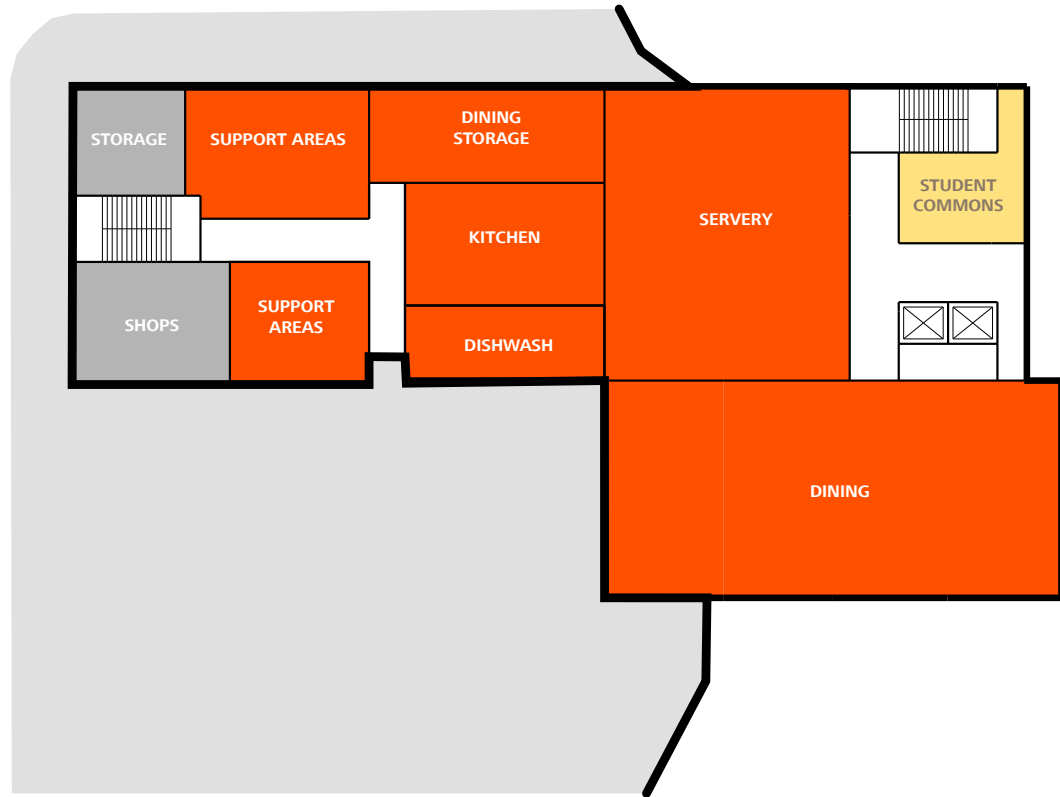 STORAGE
SUPPORT AREAS
DINING
STORAGE
STUDENT
COMMONS
SERVERY
KITCHEN
SHOPS
SUPPORT
AREAS
DISHWASH
DINING